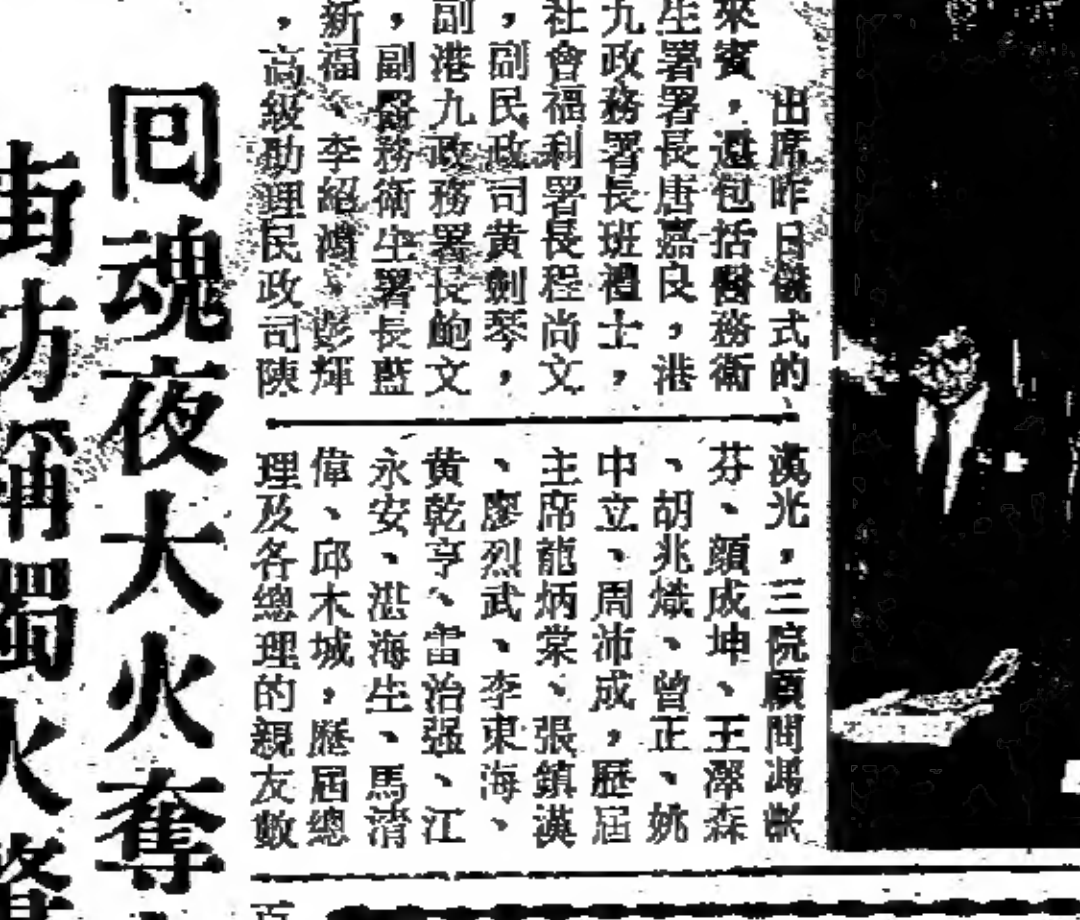 出席昨日儀式的
來賓，還包括醫務衛
生署署長唐嘉良，港
九政務署長班禮士，
社會福利署長程尚文
，副民政司黃劍琴，
副港九政務署長鮑文
，副醫務衛生署長藍
新福、李紹鴻、彭輝
，高級助理民政司陳
漢光，三院顧問馮
芬、顏成坤、王澤森
、胡兆熾、曾正、姚
中立、周沛成，歷屆
主席龍炳棠、張鎮漢
、廖烈武、李東海、
黃乾亨、雷治强、江
永安、湛海生、馬清
偉、邱木城，歷屆總
理及各總理的親友數
回魂夜大火奪
街坊稱獨火